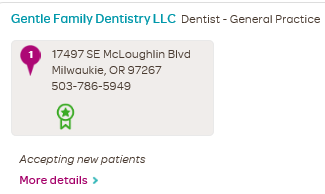 Gentle Family Dentistry LLC Dentist - General Practice
1 17497 SE McLoughlin Blvd
Milwaukie, OR 97267
503-786-5949
Accepting new patients
More details >